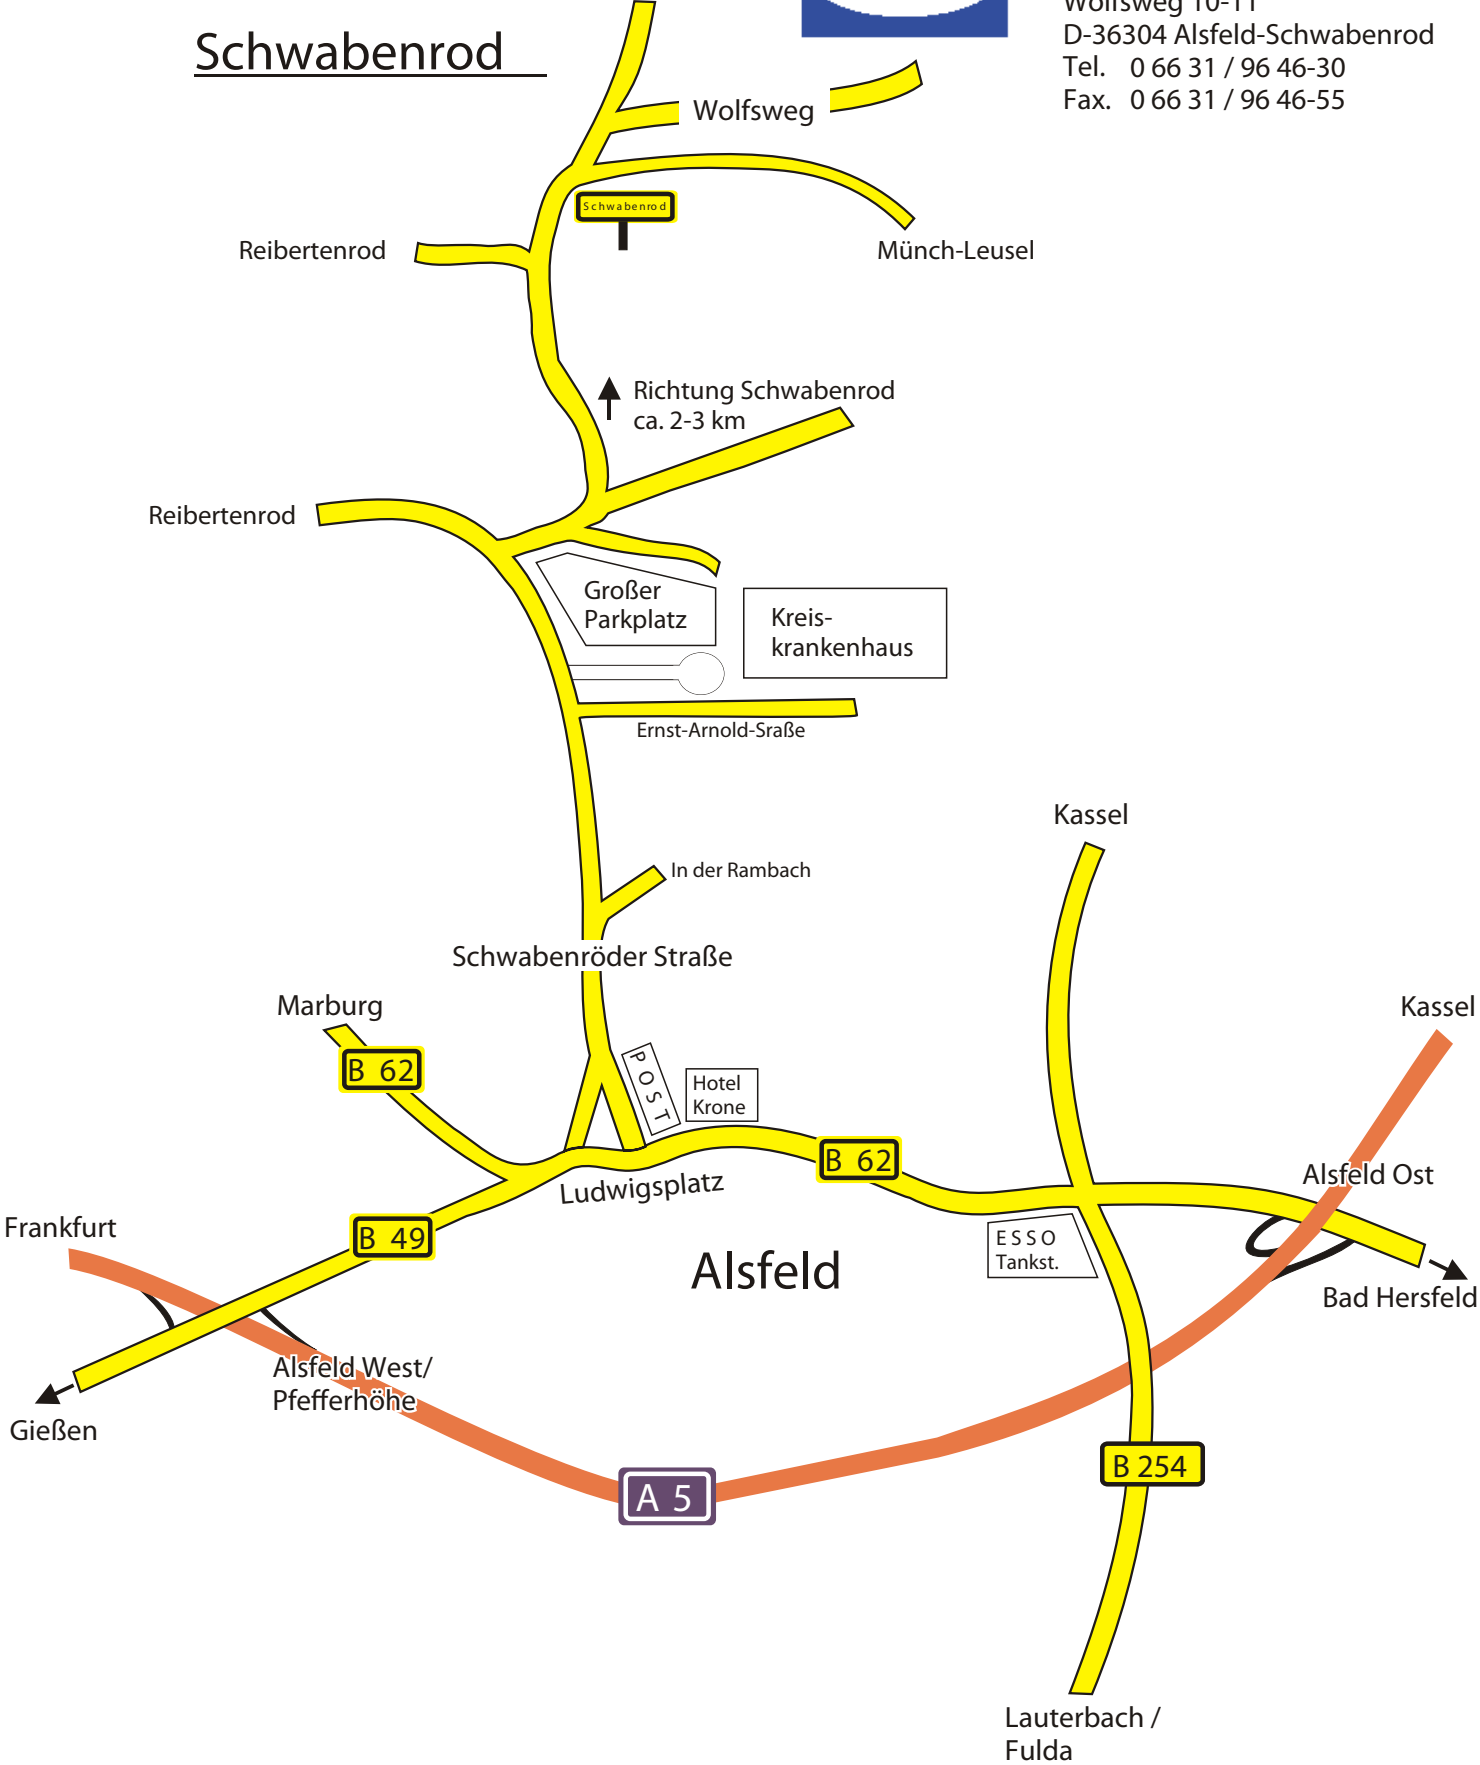 Wolfsweg 10-11
Schwabenrod
D-36304 Alsfeld-Schwabenrod
Tel. 0 66 31 / 96 46-30
Fax. 0 66 31 / 96 46-55
Wolfsweg
Schwabenrod
Reibertenrod
Münch-Leusel
Richtung Schwabenrod
ca. 2-3 km
Reibertenrod
Großer
Parkplatz
Kreis-
krankenhaus
Ernst-Arnold-Sraße
Kassel
In der Rambach
Schwabenröder Straße
Marburg
Kassel
B 62
POST
Hotel
Krone
B 62
Alsfeld Ost
Ludwigsplatz
Frankfurt
B 49
ESSO
Tankst.
Alsfeld
Bad Hersfeld
Alsfeld West/
Pfefferhöhe
Gießen
B 254
A 5
Lauterbach /
Fulda